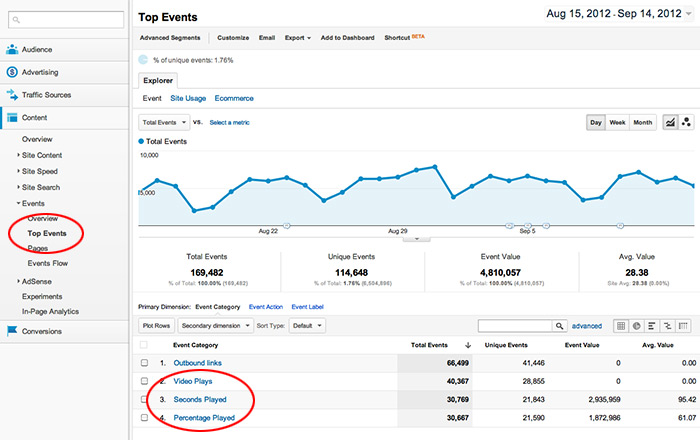 Top Events
Aug 15, 2012 - Sep 14, 2012
Advanced Segments Customize Email Export Add to Dashboard Shortcut BETA
% of unique events: 1.76%
Explorer
Event Site Usage Ecommerce
Total Events VS. Select a metric Day Week Month
Total Events
10,000
5,000
Aug 22 Aug 29 Sep 5
Audience
Advertising
Traffic Sources
Content
Overview
Site Content
Site Speed
Site Search
Events
Overview
Top Events
Pages
Events Flow
AdSense
Experiments
In-Page Analytics
Conversions
Total Events Unique Events Event Value Avg. Value
169,482 114,648 4,810,057 28.38
% of Total: 100.00% (169,482) % of Total: 1.76% (6,504,898) % of Total: 100.00% (4,810,057) Site Avg: 28.38 (0.00%)
Primary Dimension: Event Category Event Action Event Label
Plot Rows Secondary dimension Sort Type: Default advanced
Event Category Total Events Unique Events Event Value Avg. Value
1. Outbound links 66,499 41,446 0 0.00
2. Video Plays 40,367 28,855 0 0.00
3. Seconds Played 30,769 21,843 2,935,959 95.42
4. Percentage Played 30,667 21,590 1,872,986 61.07